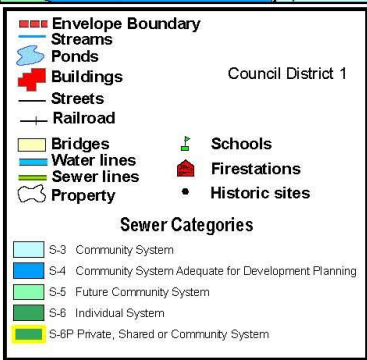 Envelope Boundary
Streams
Ponds
Buildings
Council District 1
Streets
Railroad
Bridges
Schools
Water lines
Firestations
Sewer lines
Property
Historic sites
Sewer Categories
S-3 Community System
S-4 Community System Adequate for Development Planning
S-5 Future Community System
S-6 Individual System
S-6P Private, Shared or Community System